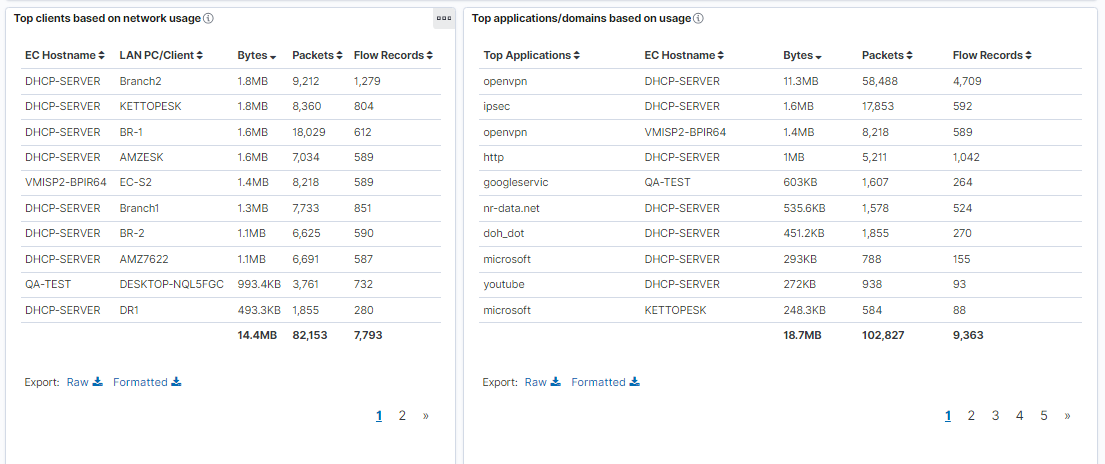 Top clients based on network usage
EC Hostname LAN PC/Client Bytes Packets Flow Records
DHCP-SERVER Branch2 1.8MB 9,212 1,279
DHCP-SERVER KETTOPESK 1.8MB 8,360 804
DHCP-SERVER BR-1 1.6MB 18,029 612
DHCP-SERVER AMZESK 1.6MB 7,034 589
VMISP2-BPIR64 EC-S2 1.4MB 8,218 589
DHCP-SERVER Branch1 1.3MB 7,733 851
DHCP-SERVER BR-2 1.1MB 6,625 590
DHCP-SERVER AMZ7622 1.1MB 6,691 587
QA-TEST DESKTOP-NQL5FGC 993.4KB 3,761 732
DHCP-SERVER DR1 493.3KB 1,855 280
14.4MB 82,153 7,793
Export: Raw Formatted
1 2 »
Top applications/domains based on usage
Top Applications EC Hostname Bytes Packets Flow Records
openvpn DHCP-SERVER 11.3MB 58,488 4,709
ipsec DHCP-SERVER 1.6MB 17,853 592
openvpn VMISP2-BPIR64 1.4MB 8,218 589
http DHCP-SERVER 1MB 5,211 1,042
googleservic QA-TEST 603KB 1,607 264
nr-data.net DHCP-SERVER 535.6KB 1,578 524
doh_dot DHCP-SERVER 451.2KB 1,855 270
microsoft DHCP-SERVER 293KB 788 155
youtube DHCP-SERVER 272KB 938 93
microsoft KETTOPESK 248.3KB 584 88
18.7MB 102,827 9,363
Export: Raw Formatted
1 2 3 4 5 »